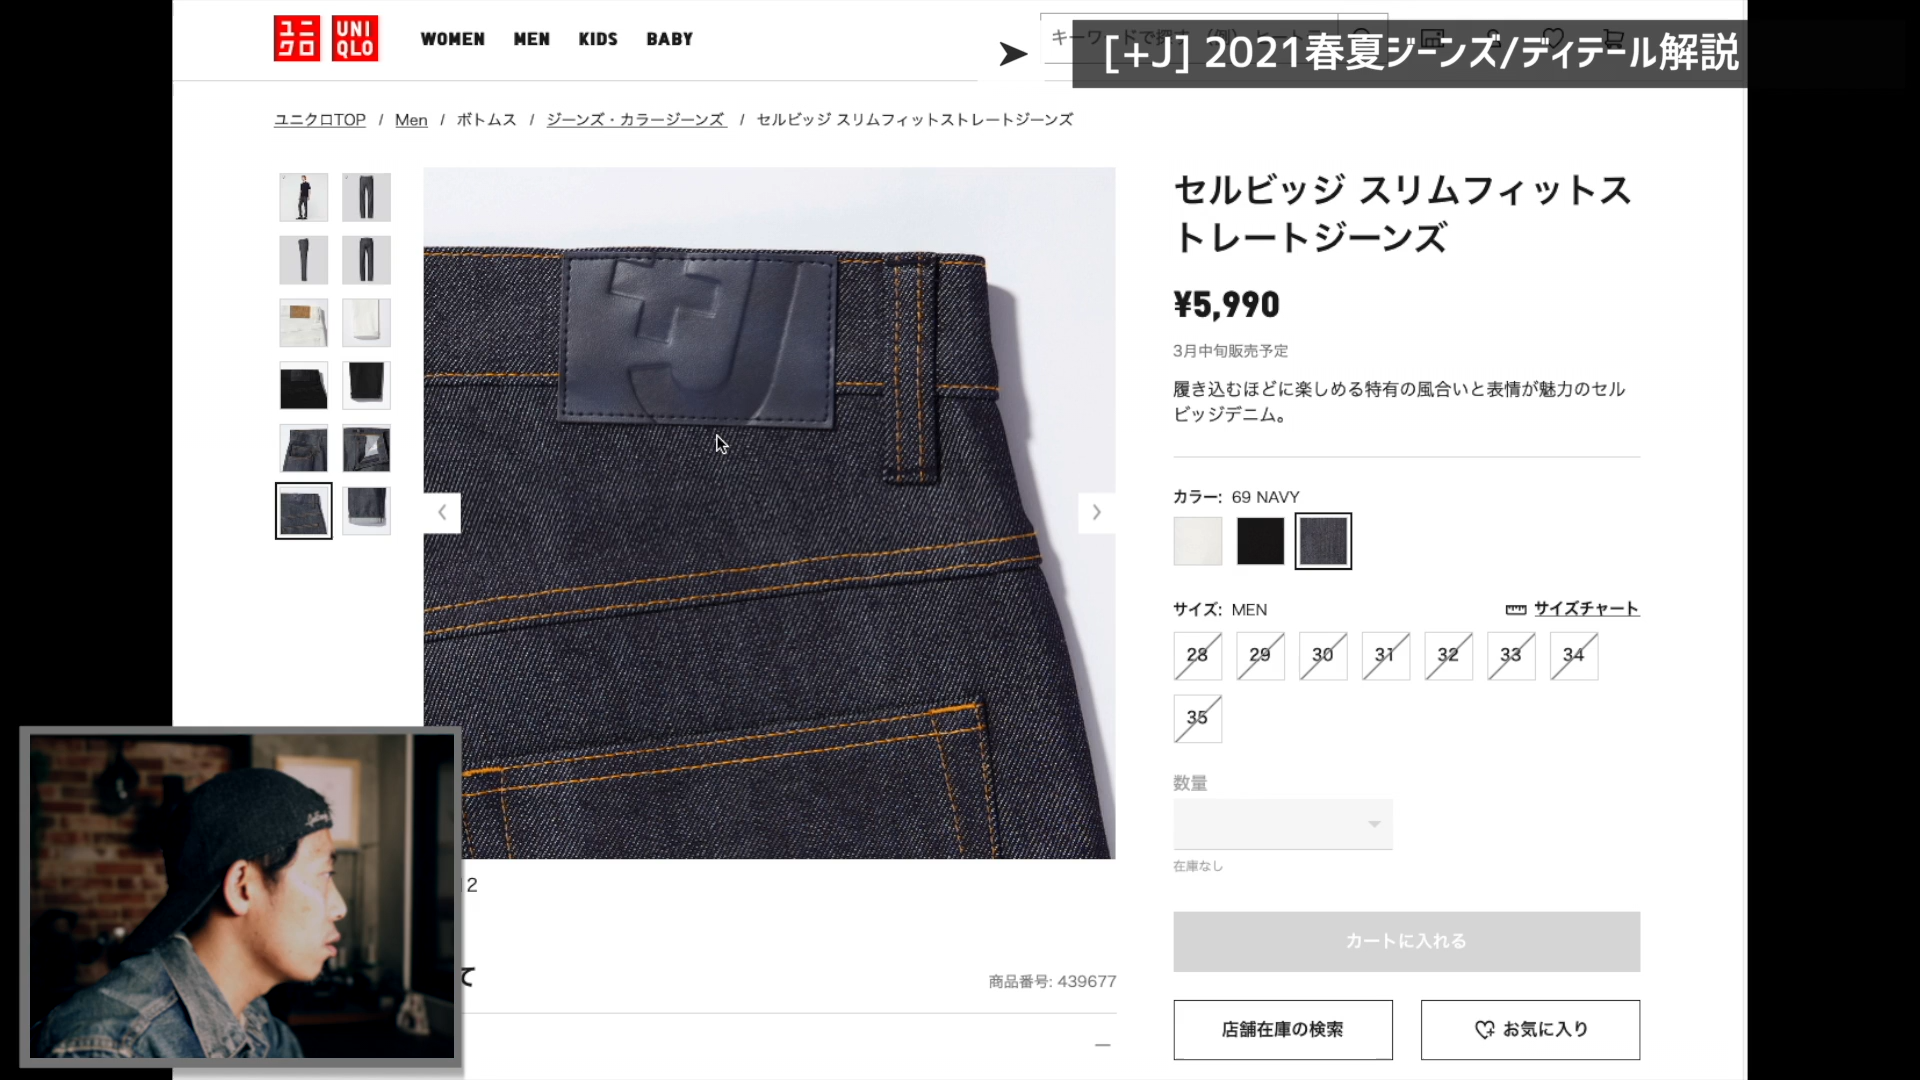 ユニ
クロ
UNI
QLO
WOMEN MEN KIDS BABY
[+J] 2021春夏ジーンズ/ディテール解説
ユニクロTOP / Men / ボトムス / ジーンズ・カラージーンズ / セルビッジ スリムフィットストレートジーンズ
+J
セルビッジ スリムフィットス
トレートジーンズ
¥5,990
3月中旬販売予定
履き込むほどに楽しめる特有の風合いと表情が魅力のセル
ビッジデニム。
カラー: 69 NAVY
サイズ: MEN
サイズチャート
28 29 30 31 32 33 34
35
数量
在庫なし
2
カートに入れる
て
商品番号: 439677
店舗在庫の検索
お気に入り